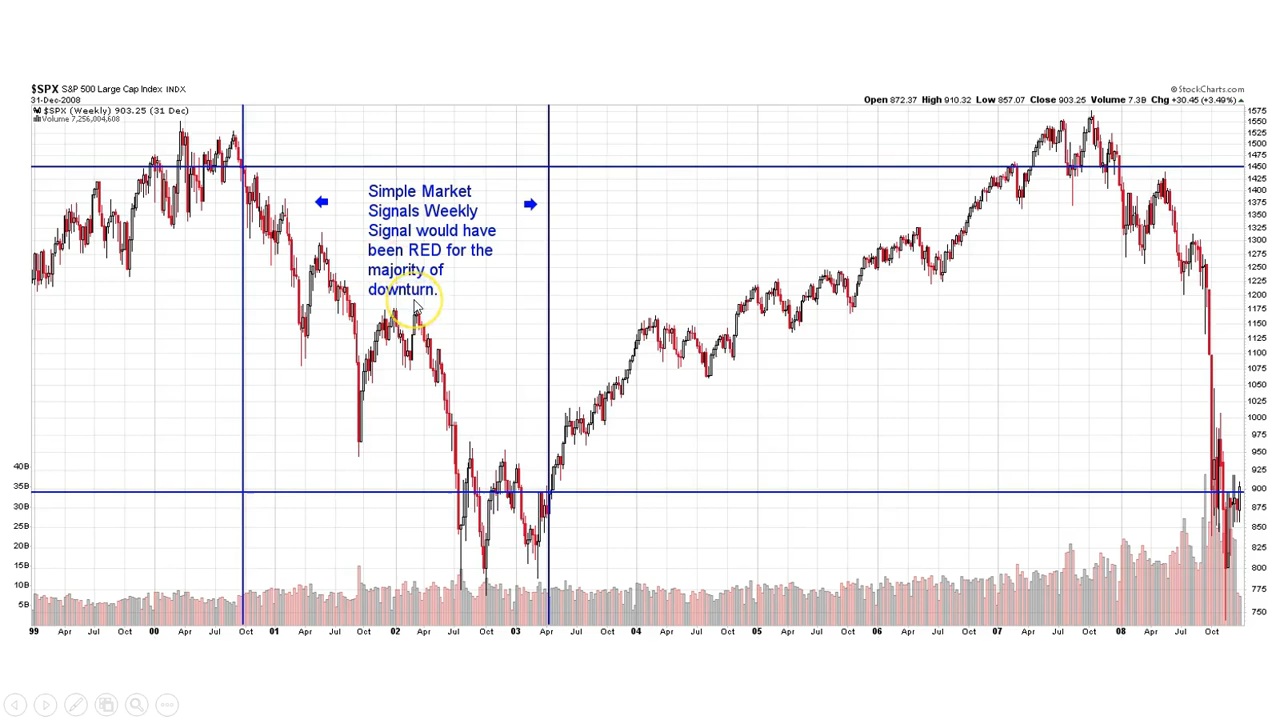 $SPX S&P 500 Large Cap Index INDX
© StockCharts.com
31-Dec-2008
Open 872.37 High 910.32 Low 857.07 Close 903.25 Volume 7.3B Chg +30.45 (+3.49%)
$SPX (Weekly) 903.25 (31 Dec)
Volume 7,256,004,608
Simple Market
Signals Weekly
Signal would have
been RED for the
majority of
downturn.
1575
1550
1525
1500
1475
1450
1425
1400
1375
1350
1325
1300
1275
1250
1225
1200
1175
1150
1125
1100
1075
1050
1025
1000
975
950
925
900
875
850
825
800
775
750
40B
35B
30B
25B
20B
15B
10B
5B
99 Apr Jul Oct 00 Apr Jul Oct 01 Apr Jul Oct 02 Apr Jul Oct 03 Apr Jul Oct 04 Apr Jul Oct 05 Apr Jul Oct 06 Apr Jul Oct 07 Apr Jul Oct 08 Apr Jul Oct